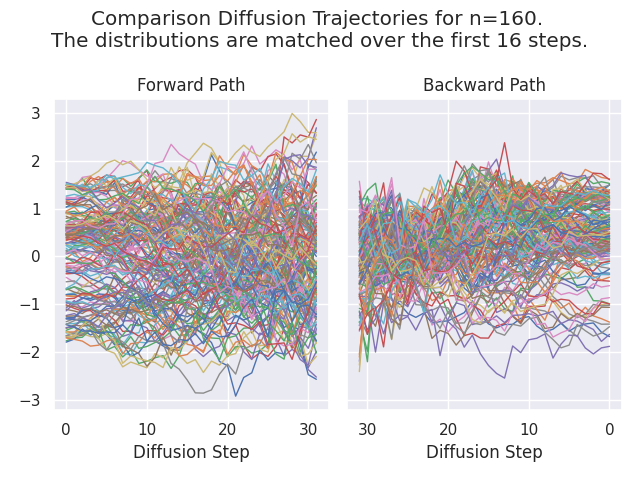 Comparison Diffusion Trajectories for n=160.
The distributions are matched over the first 16 steps.
Forward Path
Backward Path
3
2
1
0
−1
−2
−3
0 10 20 30
30 20 10 0
Diffusion Step
Diffusion Step